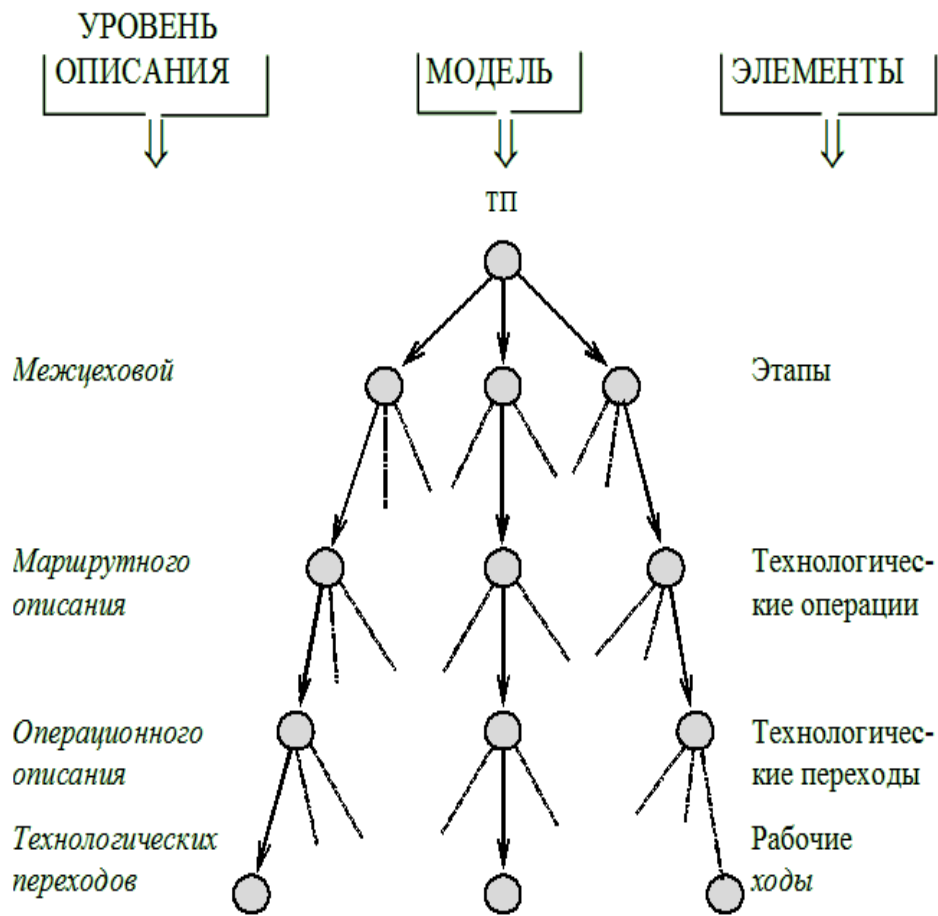 УРОВЕНЬ
ОПИСАНИЯ
МОДЕЛЬ
ЭЛЕМЕНТЫ
ТП
Межцеховой
Этапы
Маршрутного
описания
Технологичес-
кие операции
Операционного
описания
Технологичес-
кие переходы
Технологических
переходов
Рабочие
ходы